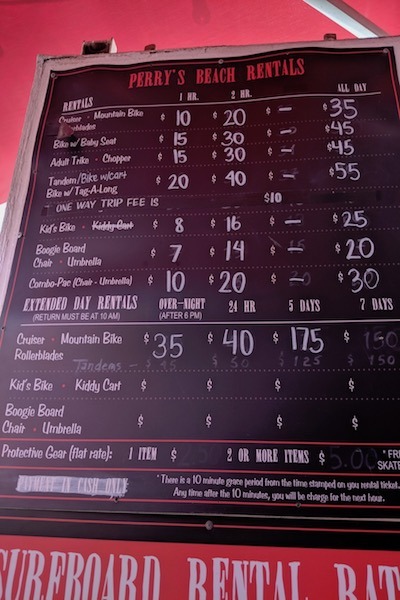 PERRY'S BEACH RENTALS
RENTALS 1 HR. 2 HR. ALL DAY
Cruiser · Mountain Bike $ 10 $ 20 $ — $ 35
Rollerblades
Bike w/ Baby Seat $ 15 $ 30 $ — $ 45
Adult Trike · Chopper $ 15 $ 30 $ — $ 45
Tandem/Bike w/cart $ 20 $ 40 $ — $ 55
Bike w/ Tag-A-Long
ONE WAY TRIP FEE IS $10
Kid's Bike · Kiddy Cart $ 8 $ 16 $ — $ 25
Boogie Board $ 7 $ 14 $ $ 20
Chair · Umbrella
Combo-Pac (Chair · Umbrella) $ 10 $ 20 $ $ 30
EXTENDED DAY RENTALS OVER-NIGHT 24 HR 5 DAYS 7 DAYS
(RETURN MUST BE AT 10 AM) (AFTER 6 PM)
Cruiser · Mountain Bike $ 35 $ 40 $ 175 $ 150
Rollerblades
Tandems - $ 45 $ 50 $ 125 $ 150
Kid's Bike · Kiddy Cart $ $ $ $
Boogie Board $ $ $ $
Chair · Umbrella
Protective Gear (flat rate): 1 ITEM $ 2 OR MORE ITEMS $ 5.00 * FR
SKATE
* There is a 10 minute grace period from the time stamped on you rental ticket.
Any time after the 10 minutes, you will be charge for the next hour.
SURFBOARD RENTAL RAT